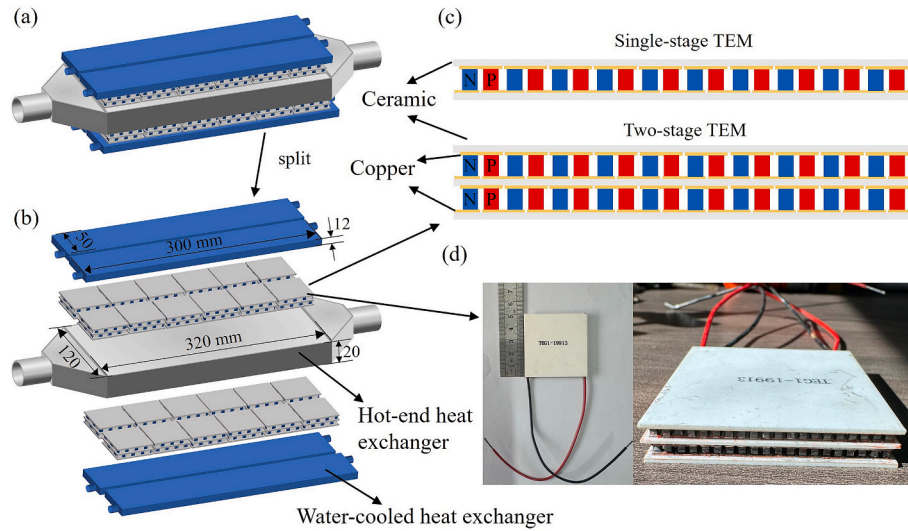 (a)
split
(b)
50
300 mm
12
120
320 mm
20
Hot-end heat
exchanger
Water-cooled heat exchanger
(c)
Single-stage TEM
N P
Ceramic
Two-stage TEM
Copper
N P
N P
(d)
TEG1-19913
TEG1-19913